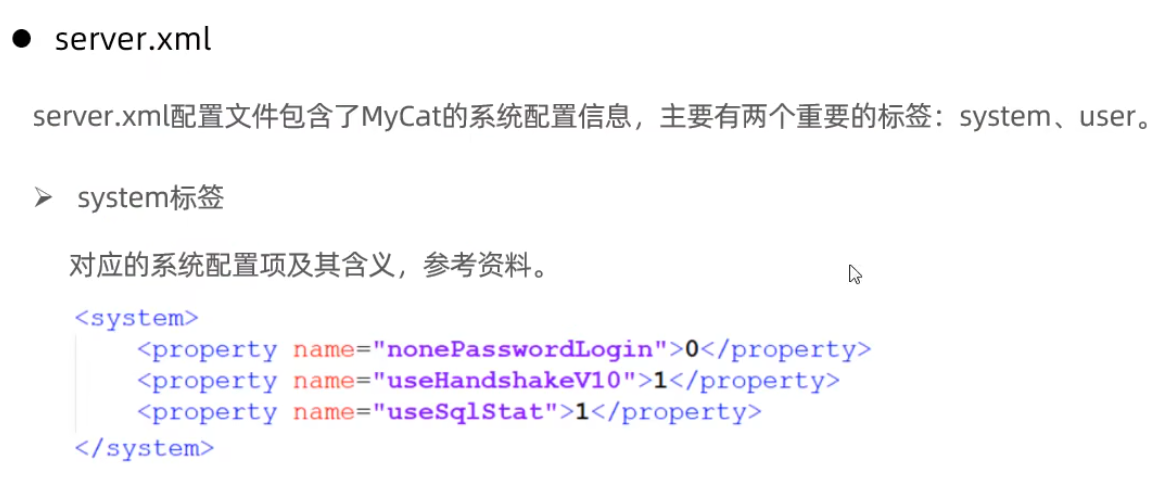 ● server.xml
server.xml配置文件包含了MyCat的系统配置信息，主要有两个重要的标签：system、user。
➢ system标签
对应的系统配置项及其含义，参考资料。
<system>
    <property name="nonePasswordLogin">0</property>
    <property name="useHandshakeV10">1</property>
    <property name="useSqlStat">1</property>
</system>